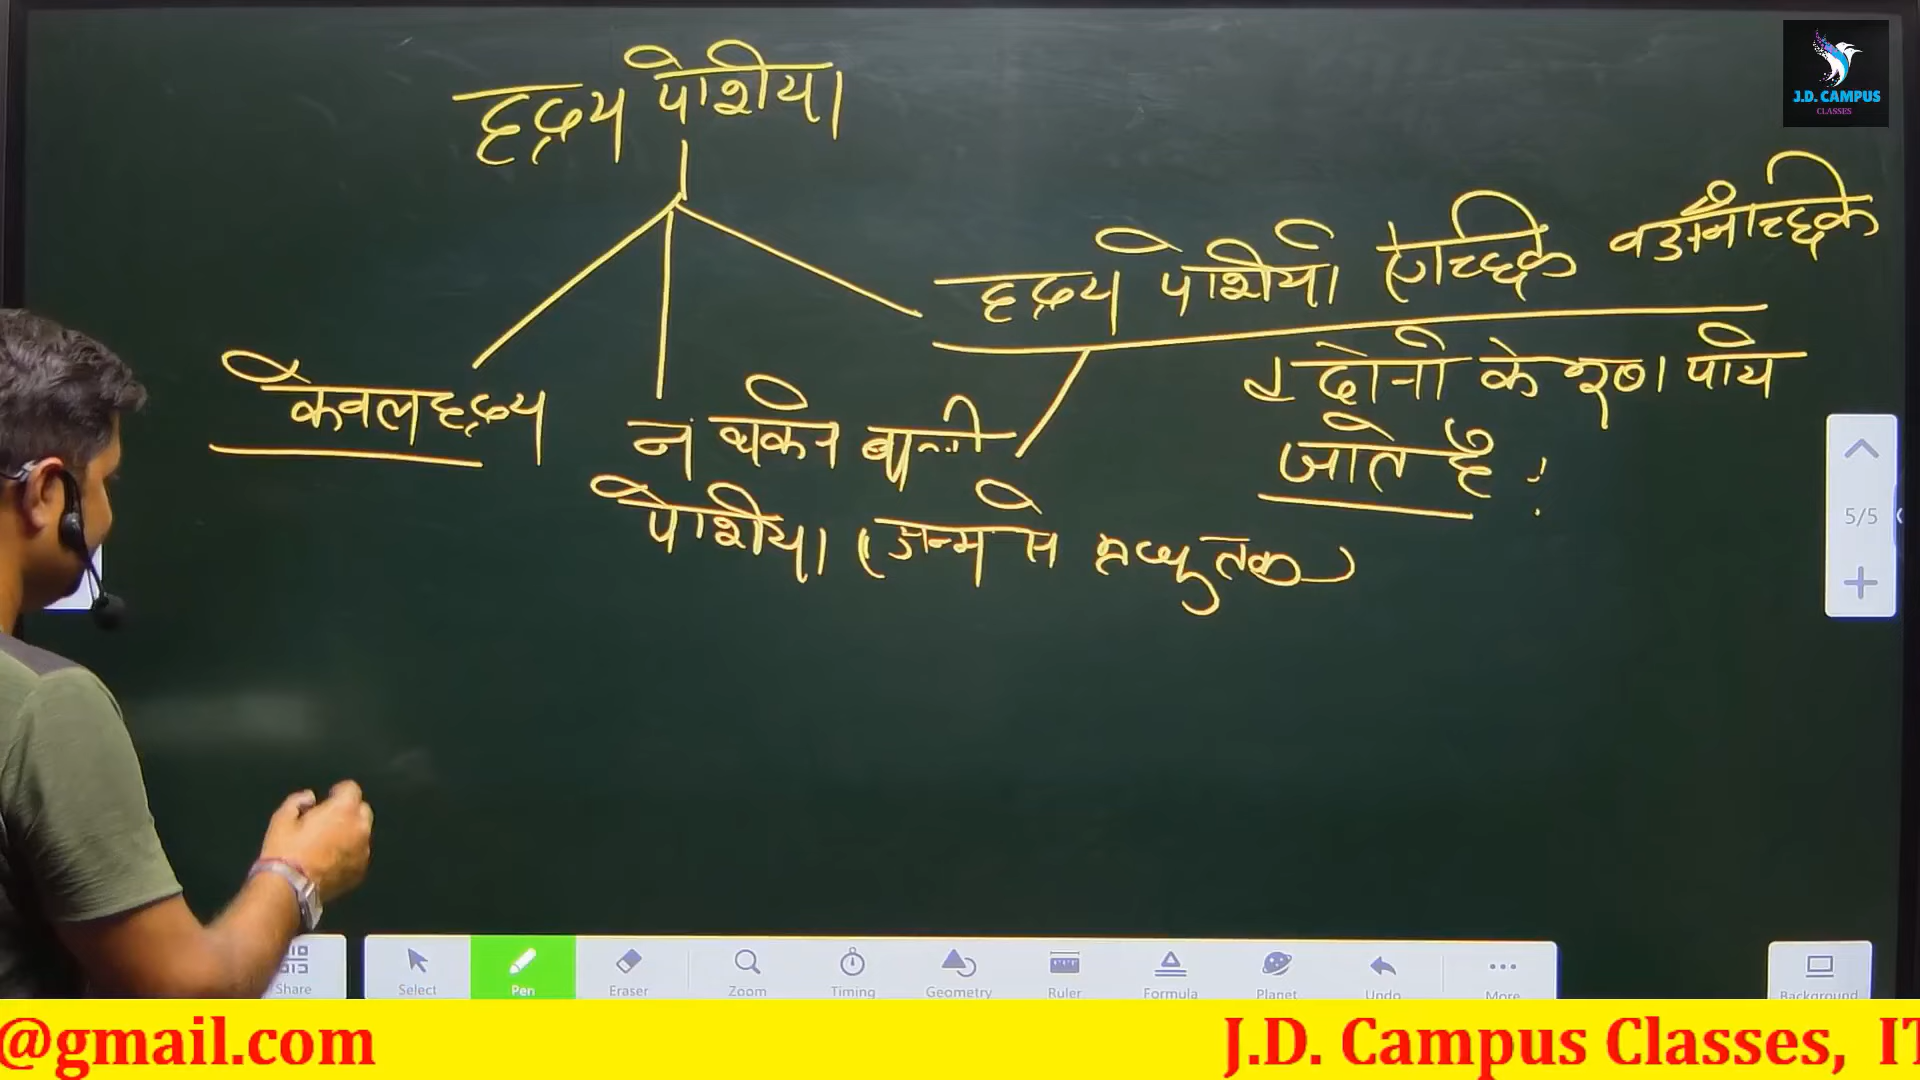 हृदय पेशीया
J.D. CAMPUS
CLASSES
हृदय पेशीयो ऐच्छिक व अनैच्छिक
दोनो के गुण पाये
जाते है !
केवल हृदय
न थकने वाली
पेशीया (जन्म से मृत्यु तक)
5/5
Share
Select
Pen
Eraser
Zoom
Timing
Geometry
Ruler
Formula
Planet
Undo
More
Background
@gmail.com
J.D. Campus Classes, IT